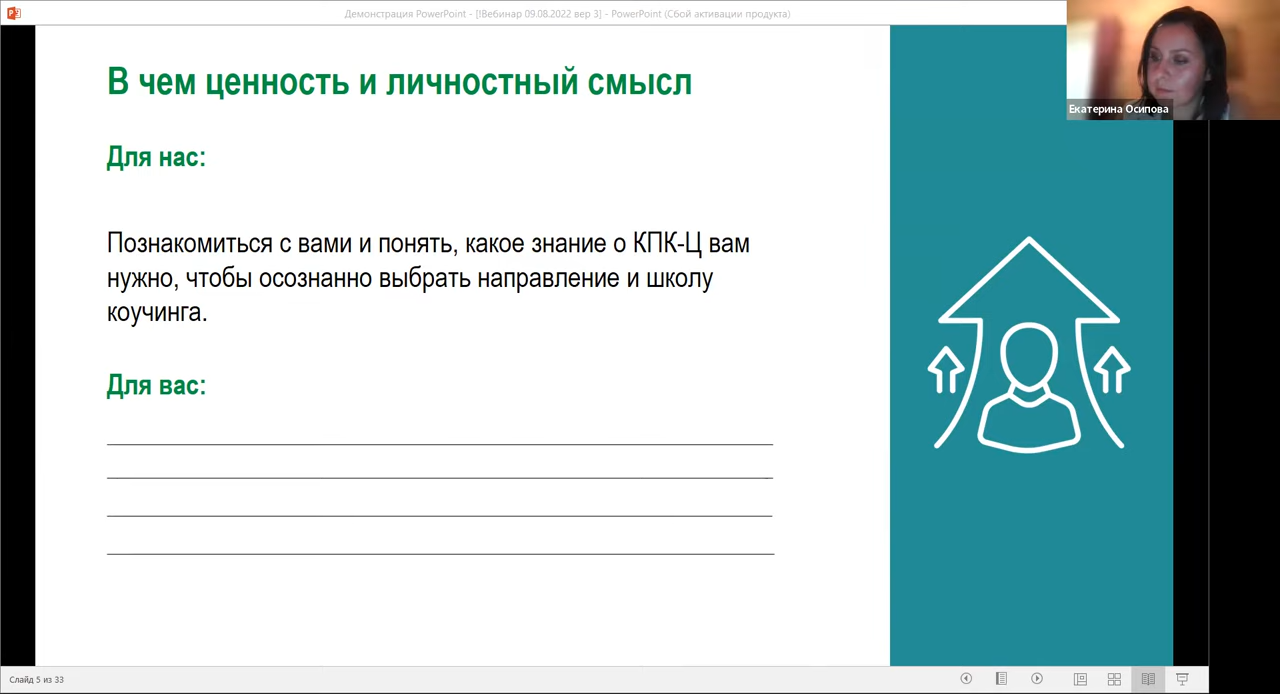 Демонстрация PowerPoint - [!Вебинар 09.08.2022 вер 3] - PowerPoint (Сбой активации продукта)
Екатерина Осипова
В чем ценность и личностный смысл
Для нас:
Познакомиться с вами и понять, какое знание о КПК-Ц вам
нужно, чтобы осознанно выбрать направление и школу
коучинга.
Для вас:
Слайд 5 из 33